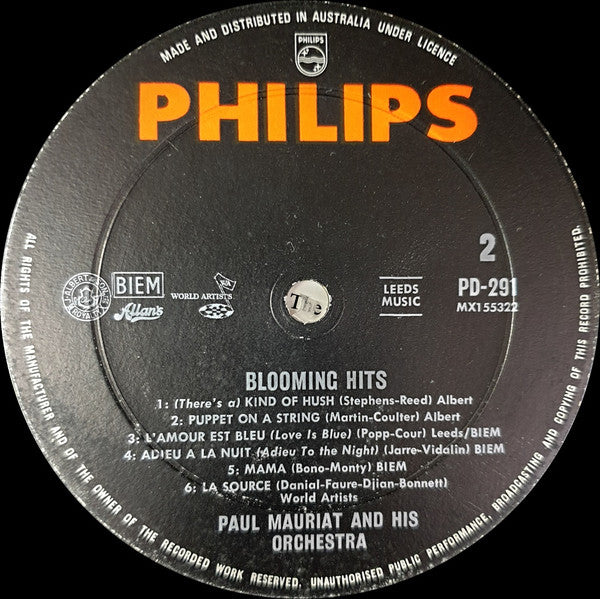 MADE AND DISTRIBUTED IN AUSTRALIA UNDER LICENCE
PHILIPS
PHILIPS
2
BIEM
Allan's
WORLD ARTISTS
The
LEEDS
MUSIC
PD-291
MX155322
BLOOMING HITS
1: (There's a) KIND OF HUSH (Stephens-Reed) Albert
2: PUPPET ON A STRING (Martin-Coulter) Albert
3: L'AMOUR EST BLEU (Love Is Blue) (Popp-Cour) Leeds/BIEM
4: ADIEU A LA NUIT (Adieu To the Night) (Jarre-Vidalin) BIEM
5: MAMA (Bono-Monty) BIEM
6: LA SOURCE (Danial-Faure-Djian-Bonnett)
World Artists
PAUL MAURIAT AND HIS
ORCHESTRA
ALL RIGHTS OF THE MANUFACTURER AND OF THE OWNER OF THE RECORDED WORK RESERVED. UNAUTHORISED PUBLIC PERFORMANCE, BROADCASTING AND COPYING OF THIS RECORD PROHIBITED.